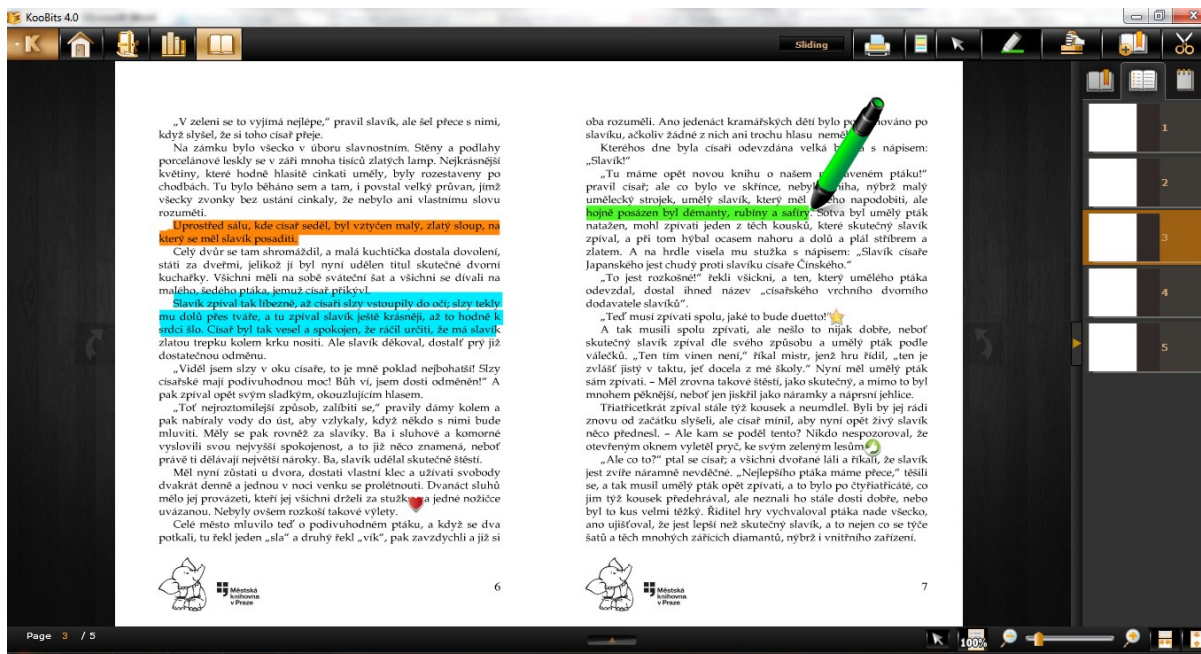 KooBits 4.0
K
Sliding
„V zeleni se to vyjímá nejlépe,“ pravil slavík, ale šel přece s nimi,
když slyšel, že si toho císař přeje.
Na zámku bylo všecko v úboru slavnostním. Stěny a podlahy
porcelánové leskly se v záři mnoha tisíců zlatých lamp. Nejkrásnější
květiny, které hodně hlasitě cinkati uměly, byly rozestaveny po
chodbách. Tu bylo běháno sem a tam, i povstal velký průvan, jímž
všecky zvonky bez ustání cinkaly, že nebylo ani vlastnímu slovu
rozuměti.
Uprostřed sálu, kde císař seděl, byl vztyčen malý, zlatý sloup, na
který se měl slavík posaditi.
Celý dvůr se tam shromáždil, a malá kuchtička dostala dovolení,
státi za dveřmi, jelikož jí byl nyní udělen titul skutečné dvorní
kuchařky. Všichni měli na sobě sváteční šat a všichni se dívali na
malého, šedého ptáka, jemuž císař přikývl.
Slavík zpíval tak líbezně, až císaři slzy vstoupily do očí; slzy tekly
mu dolů přes tváře, a tu zpíval slavík ještě krásněji, až to hodně k
srdci šlo. Císař byl tak vesel a spokojen, že ráčil určiti, že má slavík
zlatou trepku kolem krku nositi. Ale slavík děkoval, dostalť prý již
dostatečnou odměnu.
„Viděl jsem slzy v oku císaře, to je mně poklad nejbohatší! Slzy
císařské mají podivuhodnou moc! Bůh ví, jsem dosti odměněn!“ A
pak zpíval opět svým sladkým, okouzlujícím hlasem.
„Toť nejroztomilejší způsob, zalíbiti se,“ pravily dámy kolem a
pak nabíraly vody do úst, aby vzlykaly, když někdo s nimi bude
mluviti. Měly se pak rovněž za slavíky. Ba i sluhové a komorné
vyslovili svou nejvyšší spokojenost, a to již něco znamená, neboť
právě ti dělávají největší nároky. Ba, slavík udělal skutečně štěstí.
Měl nyní zůstati u dvora, dostati vlastní klec a užívati svobody
dvakrát denně a jednou v noci venku se prolétnouti. Dvanáct sluhů
mělo jej provázeti, kteří jej všichni drželi za stužku na jedné nožičce
uvázanou. Nebyly ovšem rozkoší takové výlety.
Celé město mluvilo teď o podivuhodném ptáku, a když se dva
potkali, tu řekl jeden „sla“ a druhý řekl „vík“, pak zavzdychli a již si
Městská
knihovna
v Praze
6
oba rozuměli. Ano jedenáct kramářských dětí bylo pojmenováno po
slavíku, ačkoliv žádné z nich ani trochu hlasu nemělo.
Kteréhos dne byla císaři odevzdána velká s nápisem:
„Slavík!“
„Tu máme opět novou knihu o našem ptáku!“
pravil císař; ale co bylo ve skřínce, nebyla kniha, nýbrž malý
umělecký strojek, umělý slavík, který měl napodobiti, ale
hojně posázen byl démanty, rubíny a safíry. Sotva byl umělý pták
natažen, mohl zpívati jeden z těch kousků, které skutečný slavík
zpíval, a při tom hýbal ocasem nahoru a dolů a plál stříbrem a
zlatem. A na hrdle visela mu stužka s nápisem: „Slavík císaře
Japanského jest chudý proti slavíku císaře Čínského.“
„To jest rozkošné!“ řekli všickni, a ten, který umělého ptáka
odevzdal, dostal ihned název „císařského vrchního dvorního
dodavatele slavíků“.
„Teď musí zpívati spolu, jaké to bude duetto!“
A tak musili spolu zpívati, ale nešlo to nijak dobře, neboť
skutečný slavík zpíval dle svého způsobu a umělý pták podle
válečků. „Ten tím vinen není,“ říkal mistr, jenž hru řídil, „ten je
zvlášť jistý v taktu, jeť docela z mé školy.“ Nyní měl umělý pták
sám zpívati. – Měl zrovna takové štěstí, jako skutečný, a mimo to byl
mnohem pěknější, neboť jen jiskřil jako náramky a náprsní jehlice.
Třiatřicetkrát zpíval stále týž kousek a neumdlel. Byli by jej rádi
znovu od začátku slyšeli, ale císař mínil, aby nyní opět živý slavík
něco přednesl. – Ale kam se poděl tento? Nikdo nespozoroval, že
otevřeným oknem vyletěl pryč, ke svým zeleným lesům.
„Ale co to?“ ptal se císař; a všichni dvořané láli a říkali, že slavík
jest zvíře náramně nevděčné. „Nejlepšího ptáka máme přece,“ těšili
se, a tak musil umělý pták opět zpívati, a to bylo po čtyřiatřicáté, co
jim týž kousek předehrával, ale neznali ho stále dosti dobře, nebo
byl to kus velmi těžký. Řiditel hry vychvaloval ptáka nade všecko,
ano ujišťoval, že jest lepší než skutečný slavík, a to nejen co se týče
šatů a těch mnohých zářících diamantů, nýbrž i vnitřního zařízení.
Městská
knihovna
v Praze
7
1
2
3
4
5
Page 3 / 5
100%